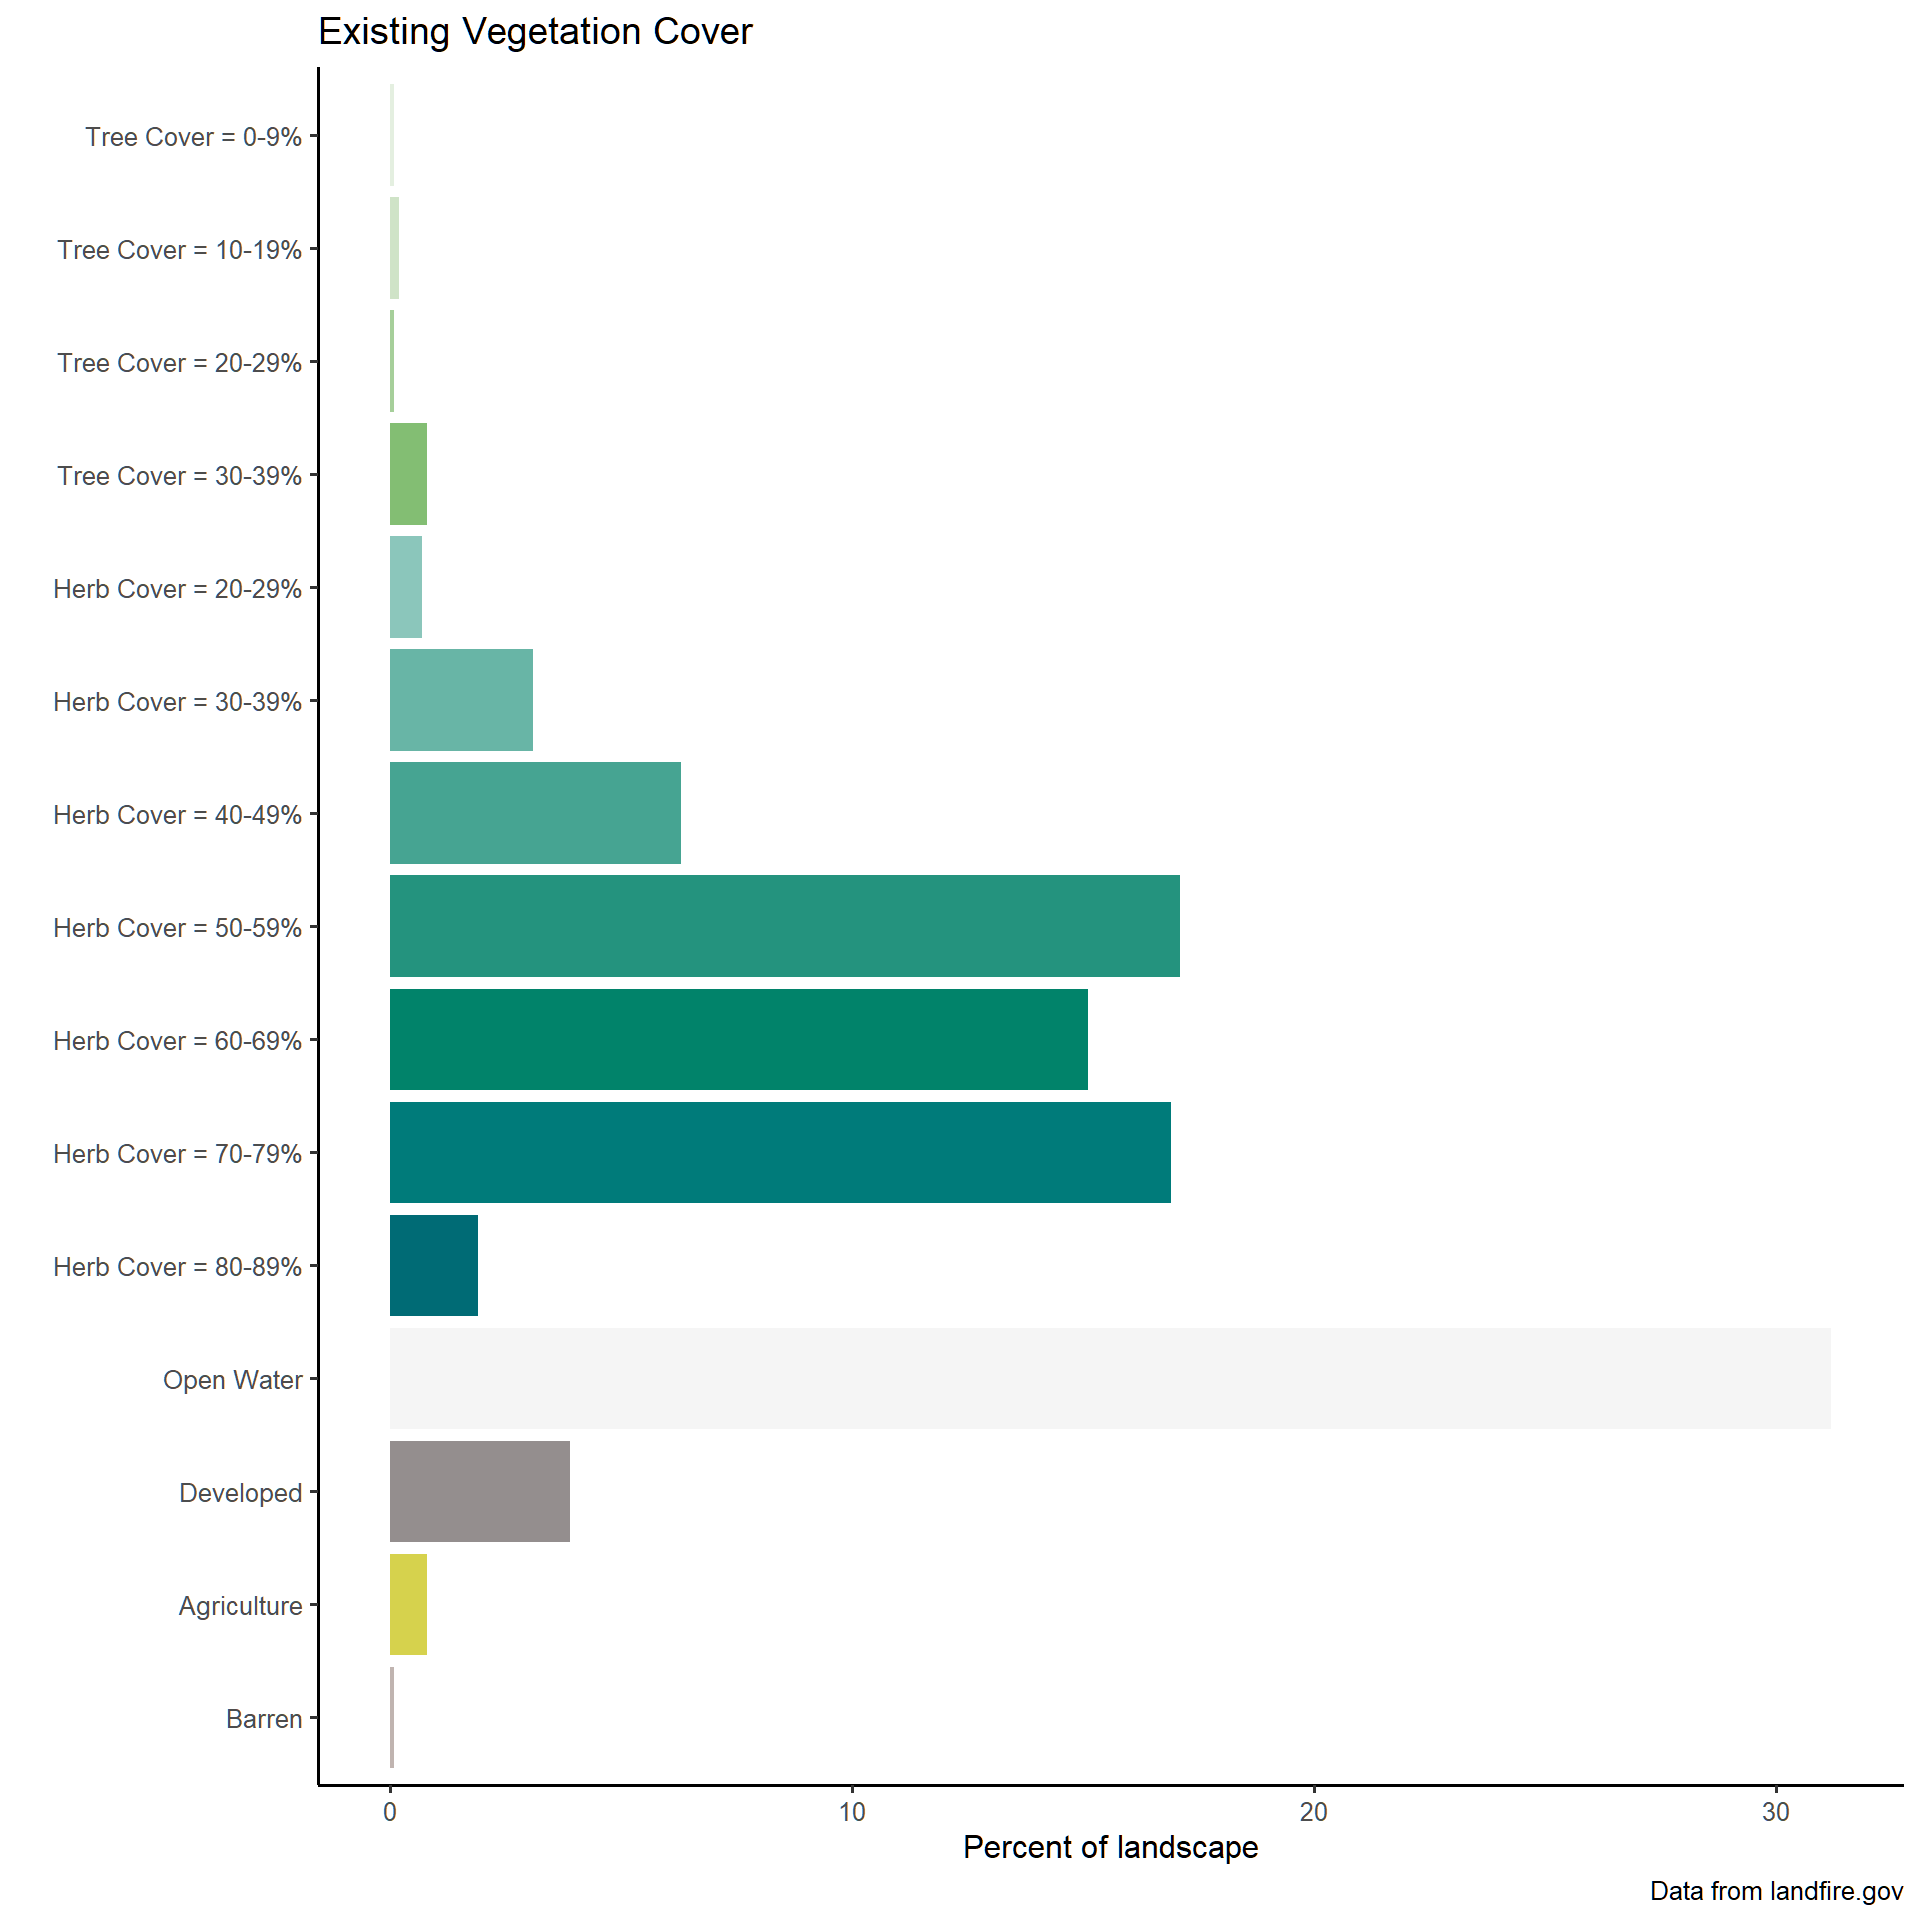 Existing Vegetation Cover
Tree Cover = 0-9%
Tree Cover = 10-19%
Tree Cover = 20-29%
Tree Cover = 30-39%
Herb Cover = 20-29%
Herb Cover = 30-39%
Herb Cover = 40-49%
Herb Cover = 50-59%
Herb Cover = 60-69%
Herb Cover = 70-79%
Herb Cover = 80-89%
Open Water
Developed
Agriculture
Barren
0 10 20 30
Percent of landscape
Data from landfire.gov